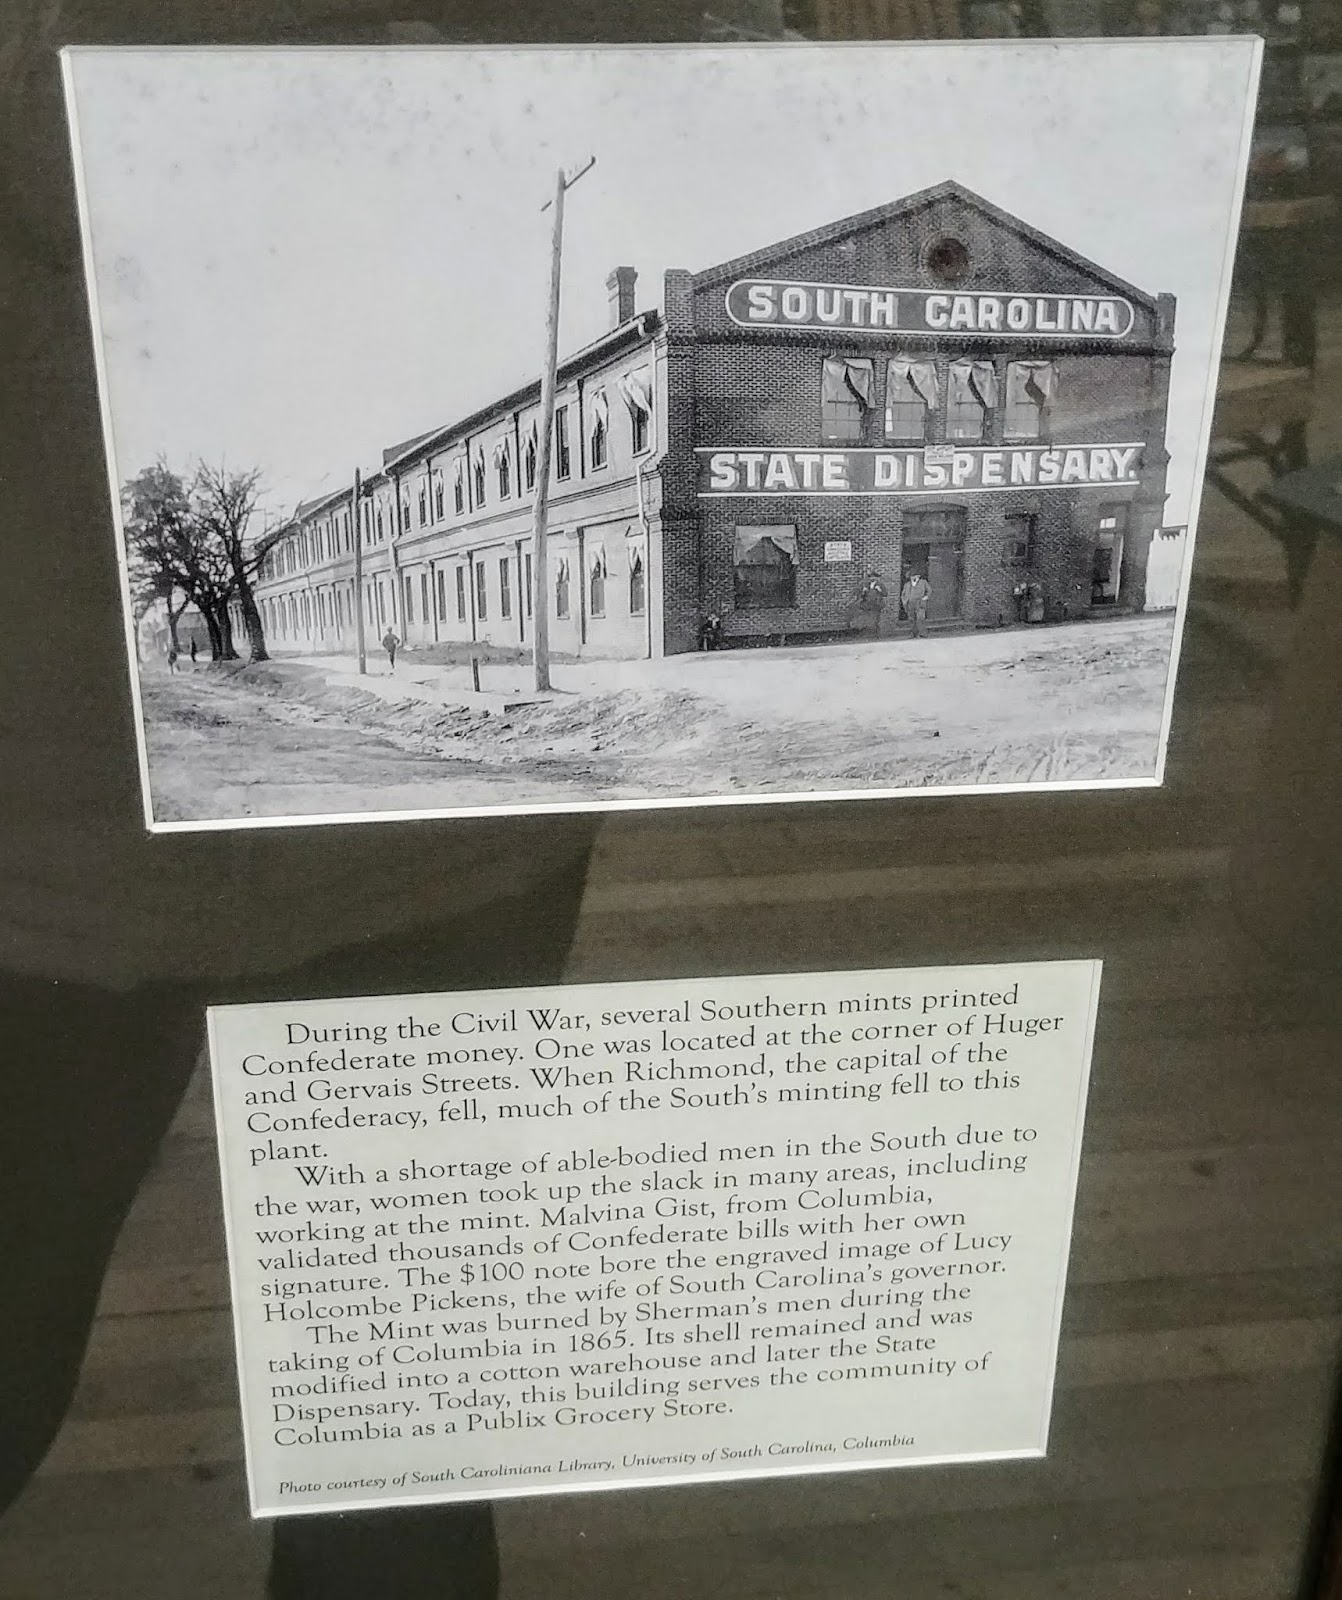 SOUTH CAROLINA
STATE DISPENSARY.
During the Civil War, several Southern mints printed
Confederate money. One was located at the corner of Huger
and Gervais Streets. When Richmond, the capital of the
Confederacy, fell, much of the South's minting fell to this
plant.
With a shortage of able-bodied men in the South due to
the war, women took up the slack in many areas, including
working at the mint. Malvina Gist, from Columbia,
validated thousands of Confederate bills with her own
signature. The $100 note bore the engraved image of Lucy
Holcombe Pickens, the wife of South Carolina's governor.
The Mint was burned by Sherman's men during the
taking of Columbia in 1865. Its shell remained and was
modified into a cotton warehouse and later the State
Dispensary. Today, this building serves the community of
Columbia as a Publix Grocery Store.
Photo courtesy of South Caroliniana Library, University of South Carolina, Columbia